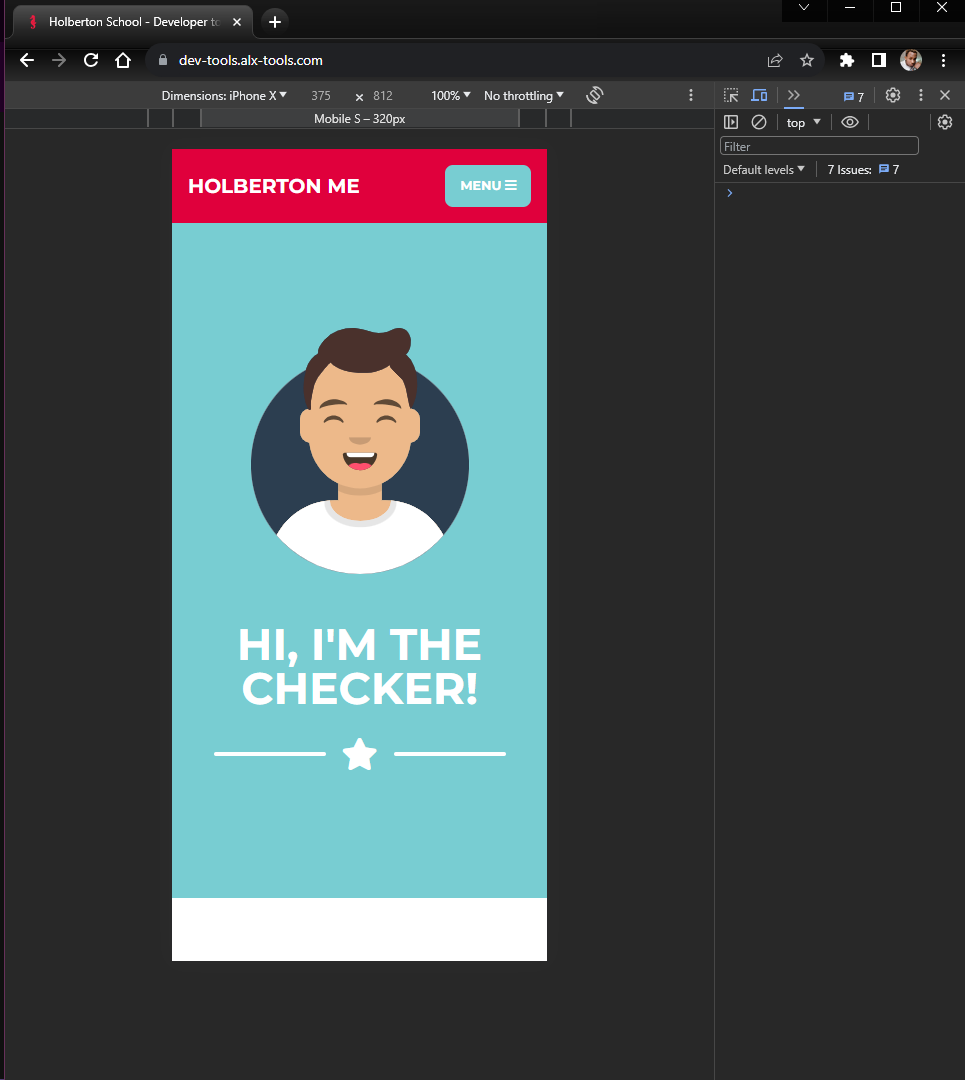 Holberton School - Developer to
dev-tools.alx-tools.com
Dimensions: iPhone X 375 × 812 100% No throttling
7
Mobile S – 320px
top
Filter
Default levels 7 Issues: 7
HOLBERTON ME
MENU
HI, I'M THE
CHECKER!